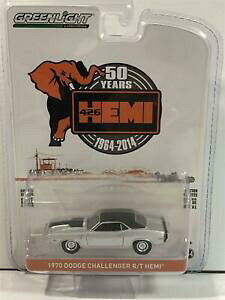 GREENLIGHT
50
YEARS
426
HEMI
1964-2014
1970 DODGE CHALLENGER R/T HEMI